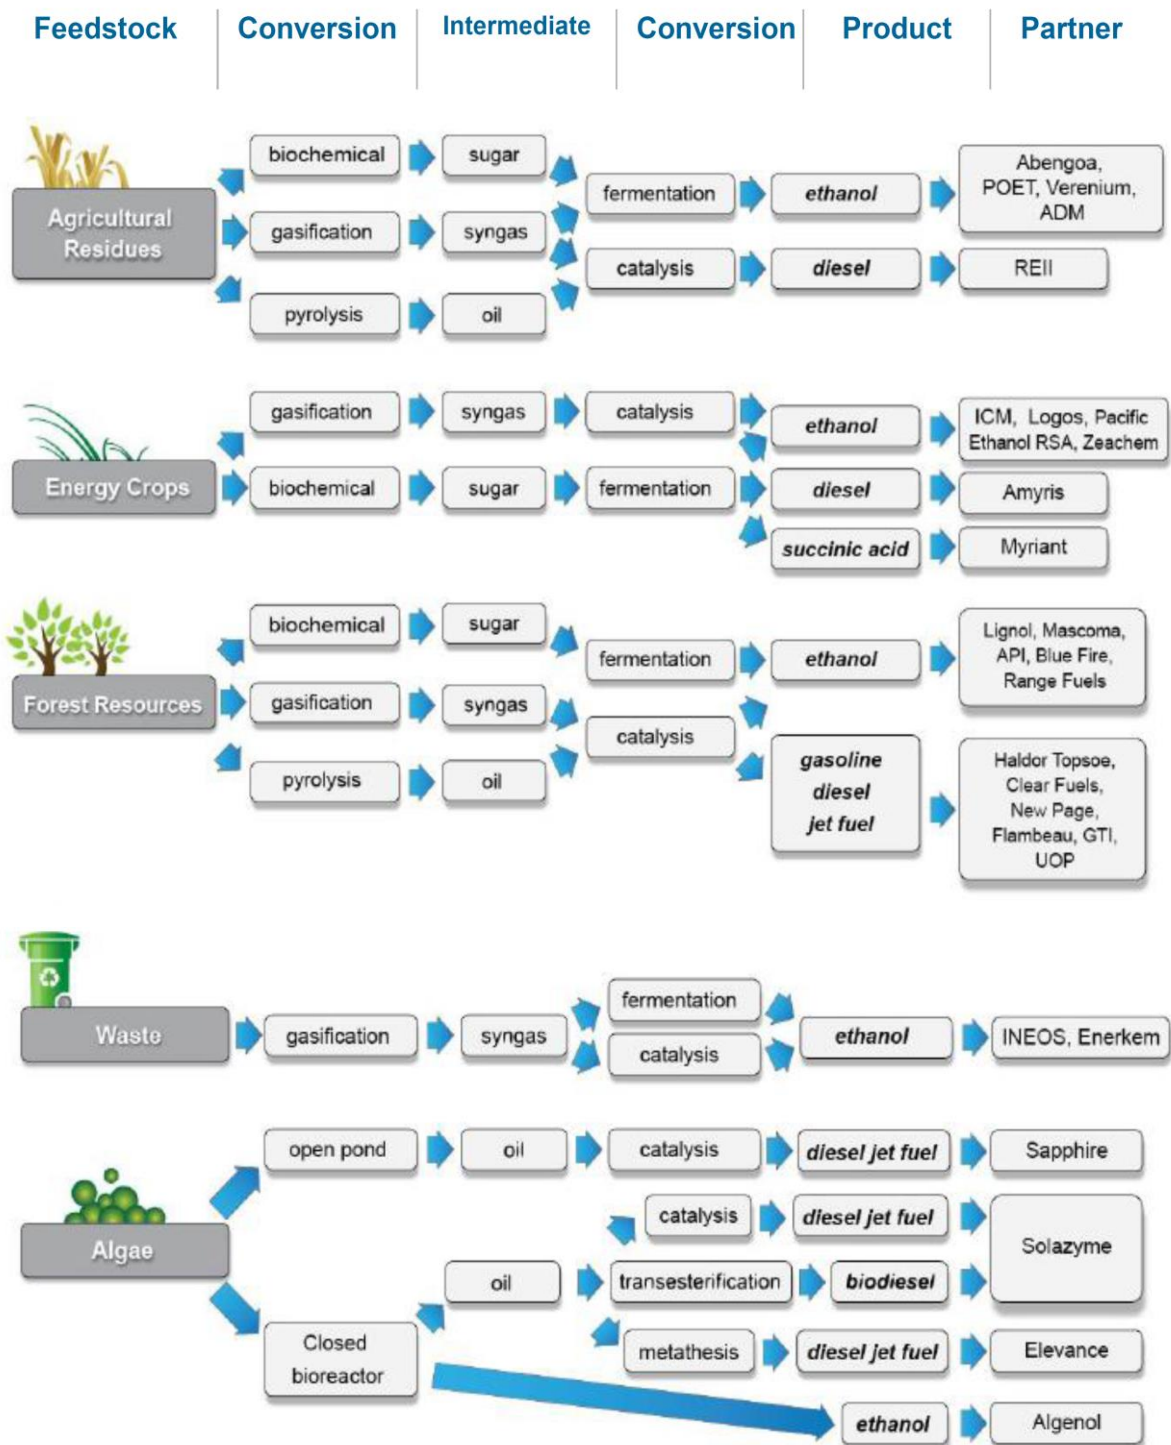 Feedstock
Conversion
Intermediate
Conversion
Product
Partner
Agricultural
Residues
biochemical
sugar
gasification
syngas
pyrolysis
oil
fermentation
ethanol
Abengoa,
POET, Verenium,
ADM
catalysis
diesel
REII
Energy Crops
gasification
syngas
catalysis
ethanol
ICM, Logos, Pacific
Ethanol RSA, Zeachem
biochemical
sugar
fermentation
diesel
Amyris
succinic acid
Myriant
Forest Resources
biochemical
sugar
gasification
syngas
pyrolysis
oil
fermentation
ethanol
Lignol, Mascoma,
API, Blue Fire,
Range Fuels
catalysis
gasoline
diesel
jet fuel
Haldor Topsoe,
Clear Fuels,
New Page,
Flambeau, GTI,
UOP
Waste
gasification
syngas
fermentation
catalysis
ethanol
INEOS, Enerkem
Algae
open pond
oil
catalysis
diesel jet fuel
Sapphire
Closed
bioreactor
oil
catalysis
diesel jet fuel
Solazyme
transesterification
biodiesel
metathesis
diesel jet fuel
Elevance
ethanol
Algenol